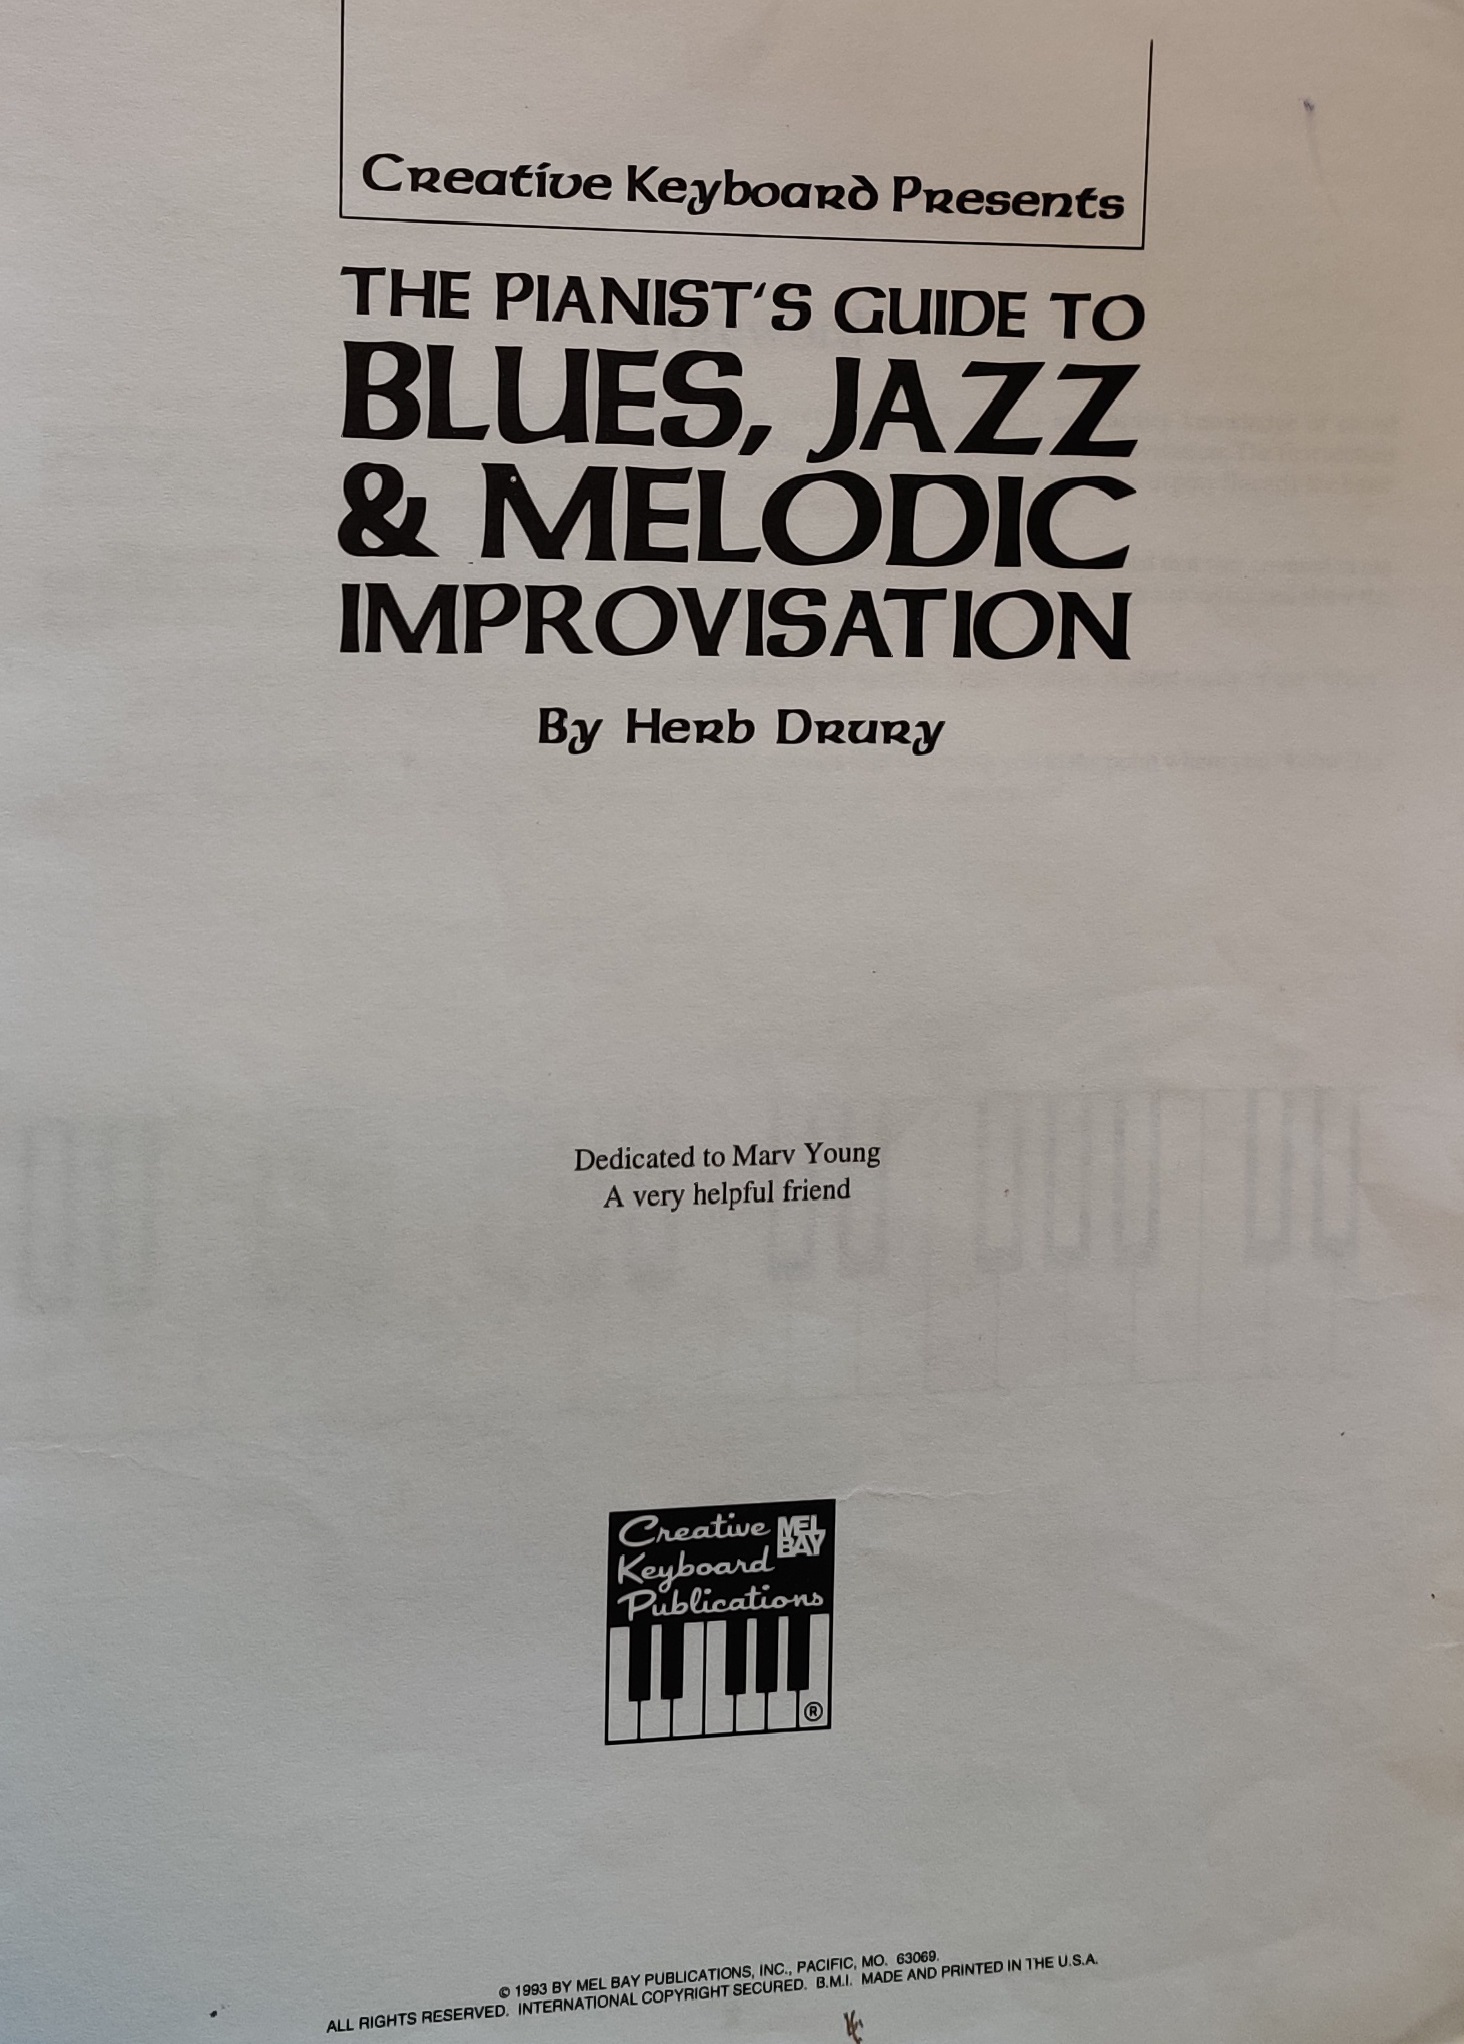 Creative Keyboard Presents
THE PIANIST'S GUIDE TO
BLUES, JAZZ
& MELODIC
IMPROVISATION
By Herb Drury
Dedicated to Marv Young
A very helpful friend
Creative MEL
Keyboard BAY
Publications
®
© 1993 BY MEL BAY PUBLICATIONS, INC., PACIFIC, MO. 63069.
ALL RIGHTS RESERVED. INTERNATIONAL COPYRIGHT SECURED. B.M.I. MADE AND PRINTED IN THE U.S.A.